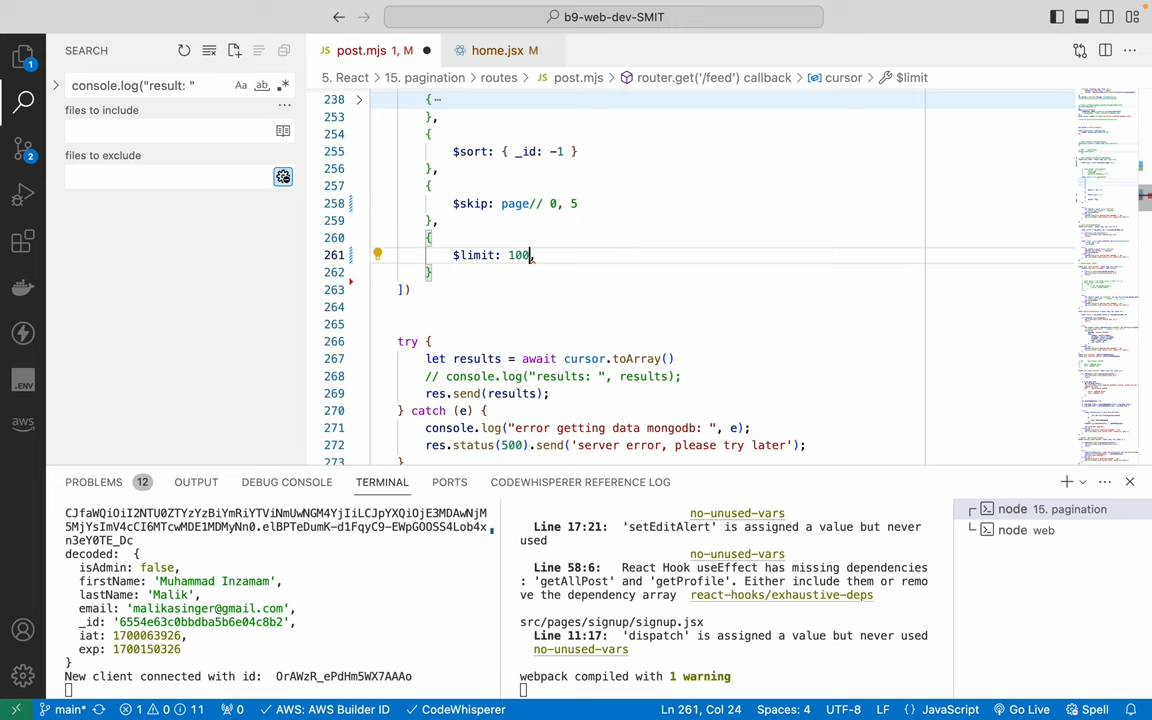 b9-web-dev-SMIT
SEARCH
console.log("result: "
Aa
ab
files to include
files to exclude
JS post.mjs 1, M
home.jsx M
5. React > 15. pagination > routes > JS post.mjs > router.get('/feed') callback > cursor > $limit
238 {
253 },
254 {
255 $sort: { _id: -1 }
256 },
257 {
258 $skip: page// 0, 5
259 },
260 {
261 $limit: 100,
262 }
263 ])
264
265
266 try {
267 let results = await cursor.toArray()
268 // console.log("results: ", results);
269 res.send(results);
270 } catch (e) {
271 console.log("error getting data mongodb: ", e);
272 res.status(500).send('server error, please try later');
273 }
PROBLEMS 12 OUTPUT DEBUG CONSOLE TERMINAL PORTS CODEWHISPERER REFERENCE LOG
CJfaWQiOiI2NTU0ZTYzYzBiYmRiYTViNmUwNGM4YjIiLCJpYXQiOjE3MDAwNjM
5MjYsImV4cCI6MTcwMDE1MDMyNn0.elBPTeDumK-d1FqyC9-EWpGOOSS4Lob4x
n3eY0TE_Dc
decoded: {
isAdmin: false,
firstName: 'Muhammad Inzamam',
lastName: 'Malik',
email: 'malikasinger@gmail.com',
_id: '6554e63c0bbdba5b6e04c8b2',
iat: 1700063926,
exp: 1700150326
}
New client connected with id: OrAWzR_ePdHm5WX7AAAo
no-unused-vars
Line 17:21: 'setEditAlert' is assigned a value but never
used
no-unused-vars
Line 58:6: React Hook useEffect has missing dependencies
: 'getAllPost' and 'getProfile'. Either include them or remo
ve the dependency array react-hooks/exhaustive-deps
src/pages/signup/signup.jsx
Line 11:17: 'dispatch' is assigned a value but never used
no-unused-vars
webpack compiled with 1 warning
node 15. pagination
node web
1
2
.ENV
aws
main* 1 0 11 0 AWS: AWS Builder ID CodeWhisperer Ln 261, Col 24 Spaces: 4 UTF-8 LF {} JavaScript Go Live Spell